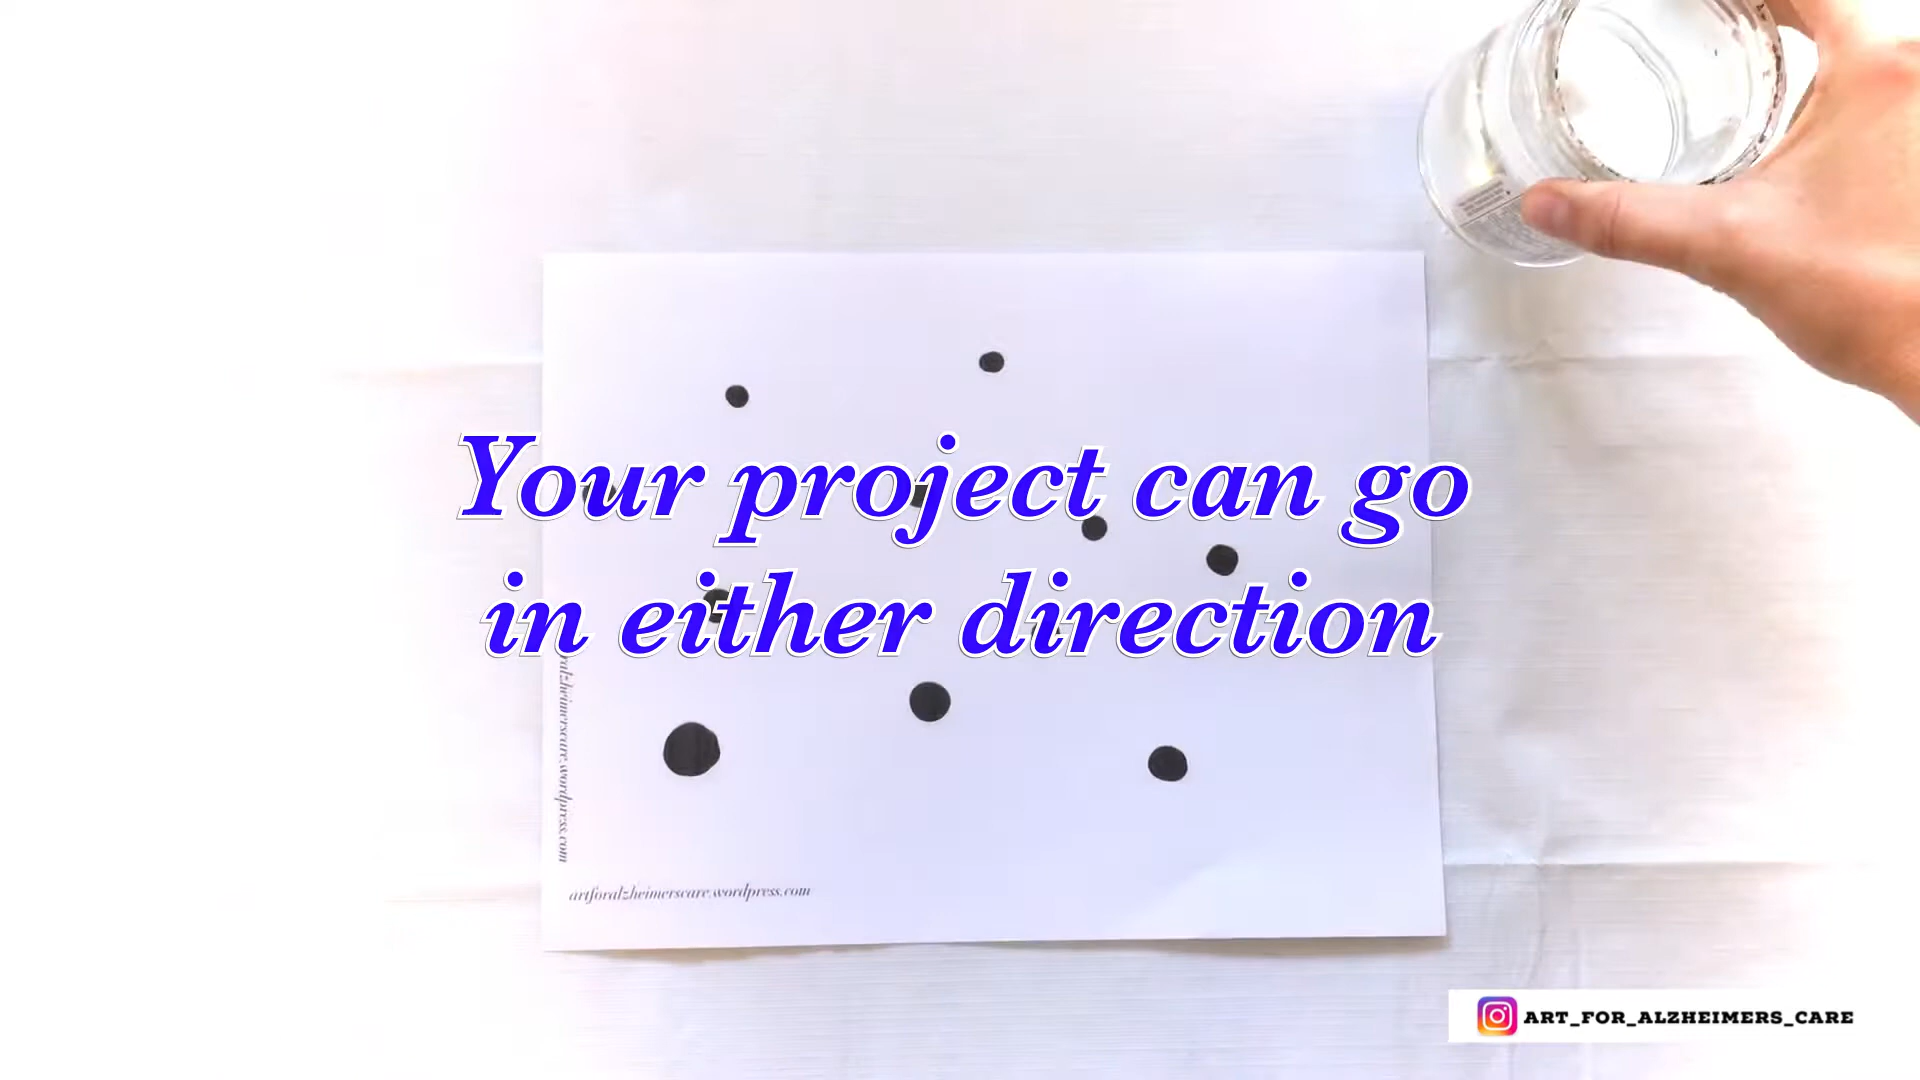 Your project can go
in either direction
artforalzheimerscare.wordpress.com
ART_FOR_ALZHEIMERS_CARE